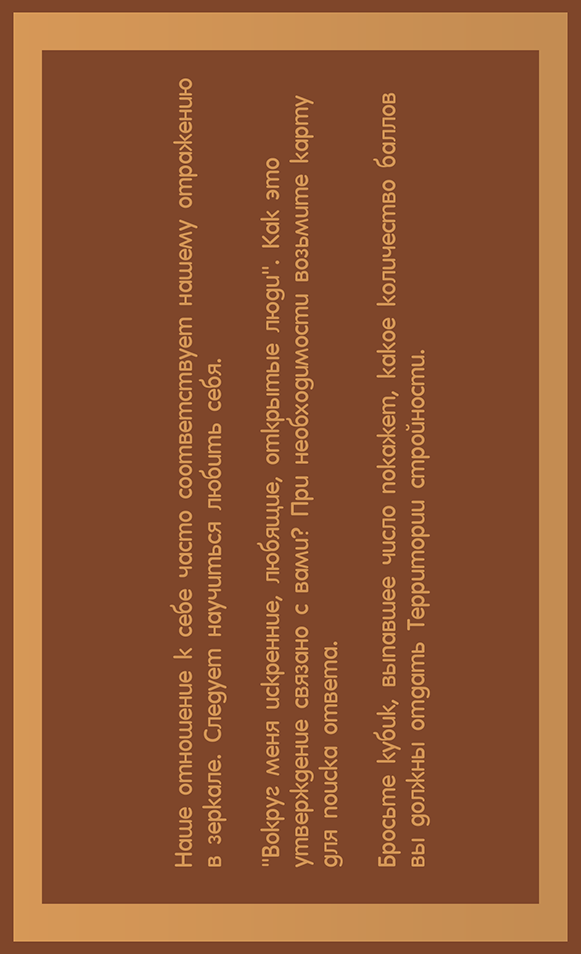 Наше отношение к себе часто соответствует нашему отражению
в зеркале. Следует научиться любить себя.
"Вокруг меня искренние, любящие, открытые люди". Как это
утверждение связано с вами? При необходимости возьмите карту
для поиска ответа.
Бросьте кубик, выпавшее число покажет, какое количество баллов
вы должны отдать Территории стройности.